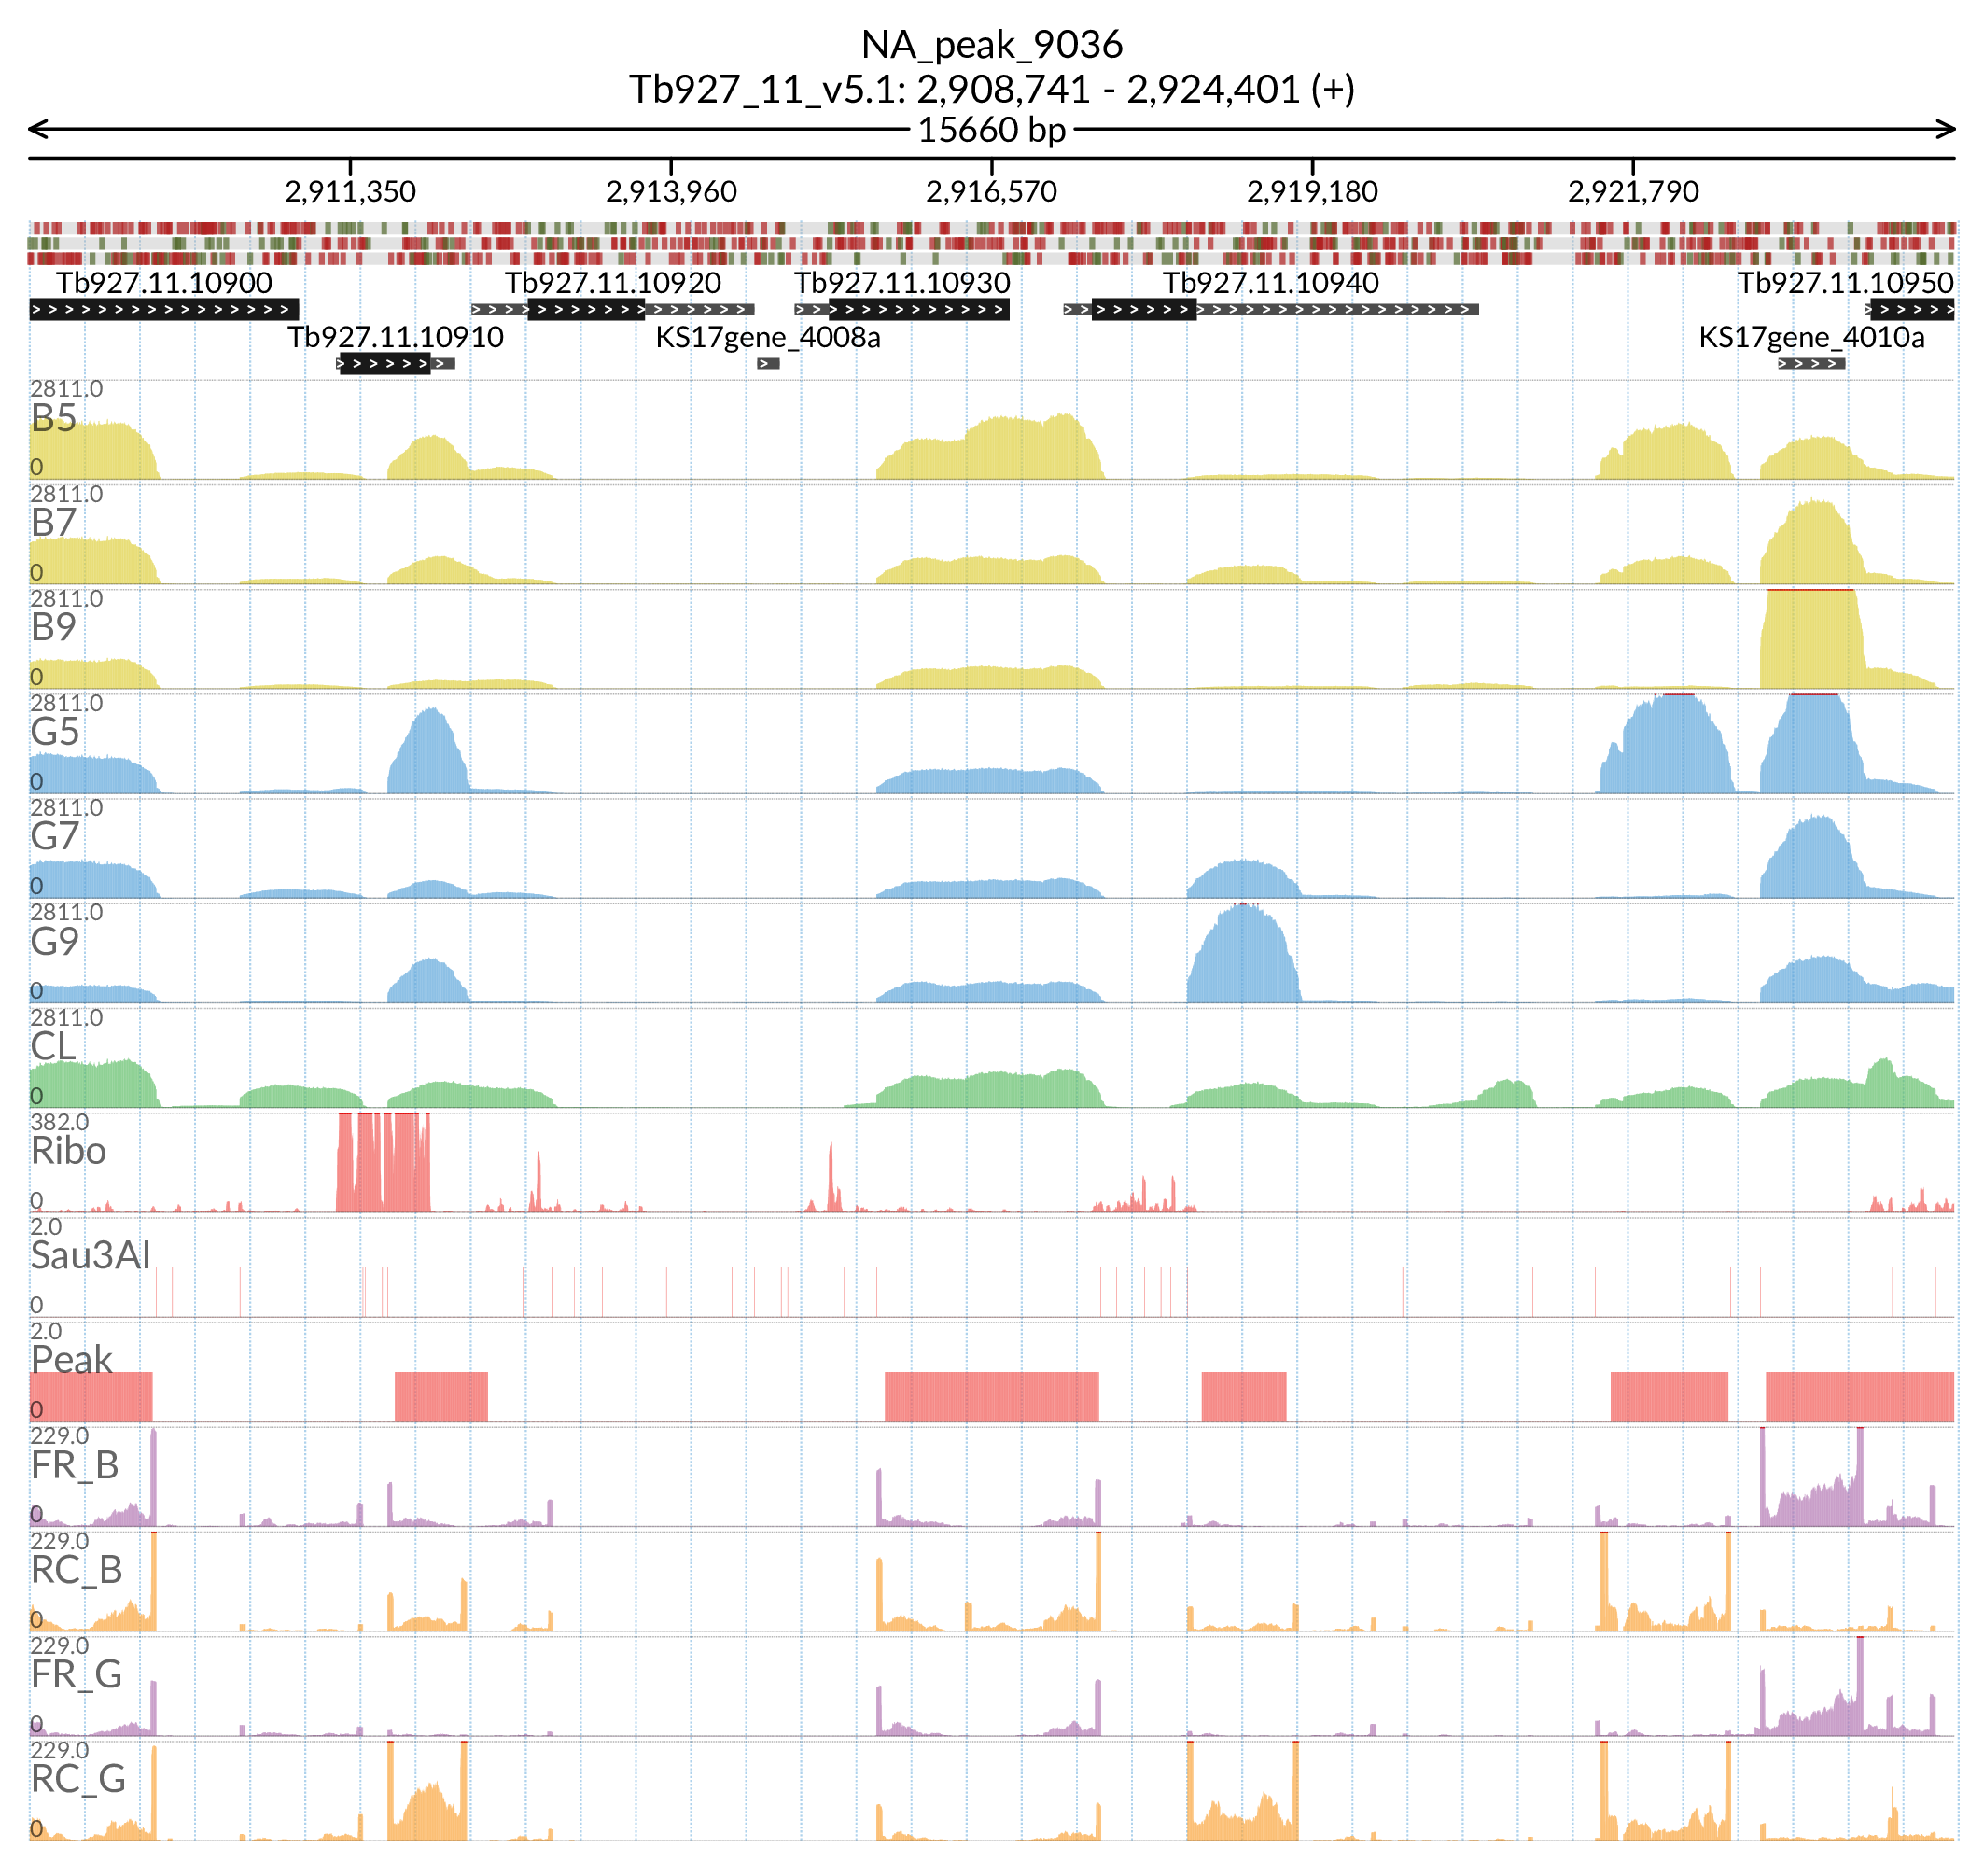 NA_peak_9036
Tb927_11_v5.1: 2,908,741 - 2,924,401 (+)
15660 bp
2,911,350 2,913,960 2,916,570 2,919,180 2,921,790
Tb927.11.10900 Tb927.11.10920 Tb927.11.10930 Tb927.11.10940 Tb927.11.10950
Tb927.11.10910 KS17gene_4008a KS17gene_4010a
2811.0
B5
0
2811.0
B7
0
2811.0
B9
0
2811.0
G5
0
2811.0
G7
0
2811.0
G9
0
2811.0
CL
0
382.0
Ribo
0
2.0
Sau3AI
0
2.0
Peak
0
229.0
FR_B
0
229.0
RC_B
0
229.0
FR_G
0
229.0
RC_G
0